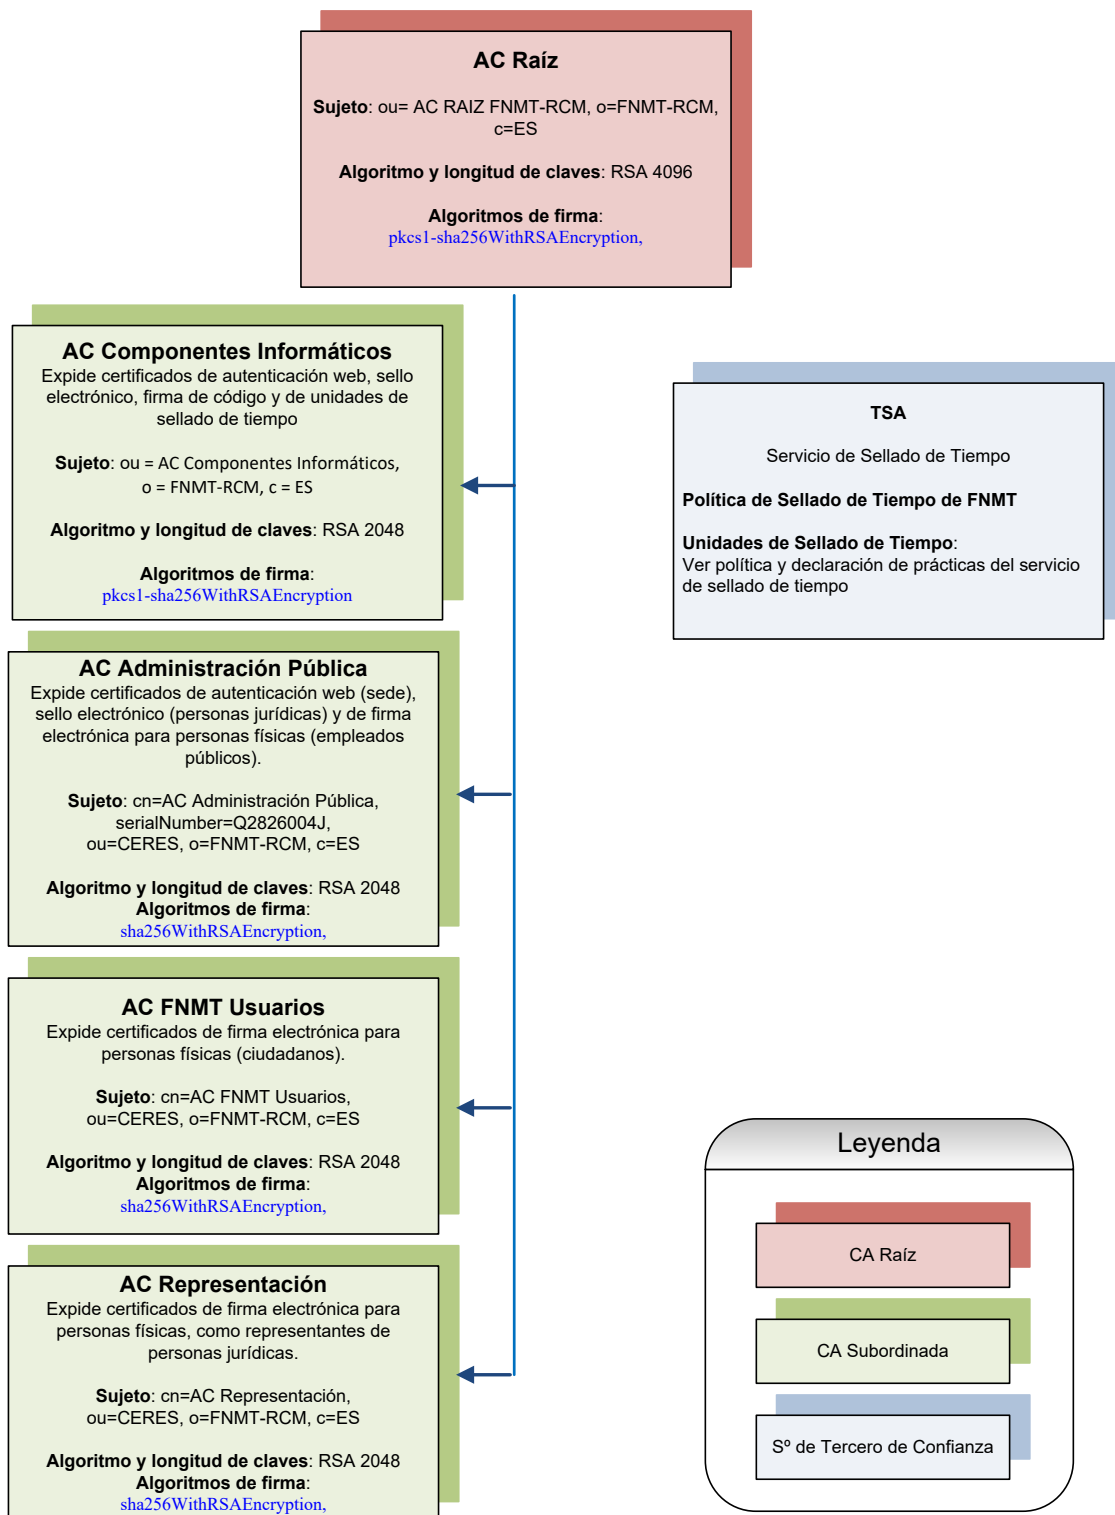 AC Raíz
Sujeto: ou= AC RAIZ FNMT-RCM, o=FNMT-RCM,
c=ES
Algoritmo y longitud de claves: RSA 4096
Algoritmos de firma:
pkcs1-sha256WithRSAEncryption,
AC Componentes Informáticos
Expide certificados de autenticación web, sello
electrónico, firma de código y de unidades de
sellado de tiempo
Sujeto: ou = AC Componentes Informáticos,
o = FNMT-RCM, c = ES
Algoritmo y longitud de claves: RSA 2048
Algoritmos de firma:
pkcs1-sha256WithRSAEncryption
TSA
Servicio de Sellado de Tiempo
Política de Sellado de Tiempo de FNMT
Unidades de Sellado de Tiempo:
Ver política y declaración de prácticas del servicio
de sellado de tiempo
AC Administración Pública
Expide certificados de autenticación web (sede),
sello electrónico (personas jurídicas) y de firma
electrónica para personas físicas (empleados
públicos).
Sujeto: cn=AC Administración Pública,
serialNumber=Q2826004J,
ou=CERES, o=FNMT-RCM, c=ES
Algoritmo y longitud de claves: RSA 2048
Algoritmos de firma:
sha256WithRSAEncryption,
AC FNMT Usuarios
Expide certificados de firma electrónica para
personas físicas (ciudadanos).
Sujeto: cn=AC FNMT Usuarios,
ou=CERES, o=FNMT-RCM, c=ES
Algoritmo y longitud de claves: RSA 2048
Algoritmos de firma:
sha256WithRSAEncryption,
AC Representación
Expide certificados de firma electrónica para
personas físicas, como representantes de
personas jurídicas.
Sujeto: cn=AC Representación,
ou=CERES, o=FNMT-RCM, c=ES
Algoritmo y longitud de claves: RSA 2048
Algoritmos de firma:
sha256WithRSAEncryption,
Leyenda
CA Raíz
CA Subordinada
Sº de Tercero de Confianza